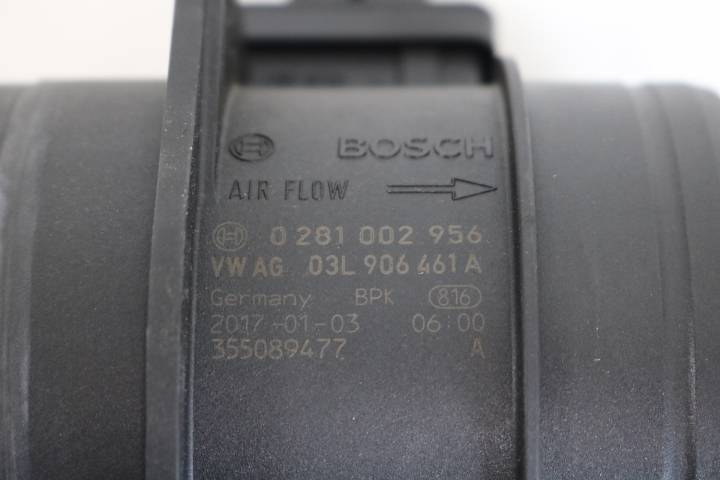 BOSCH
AIR FLOW
0 281 002 956
VW AG 03L 906 461 A
Germany BPK 816
2017-01-03 06:00
355089477 A